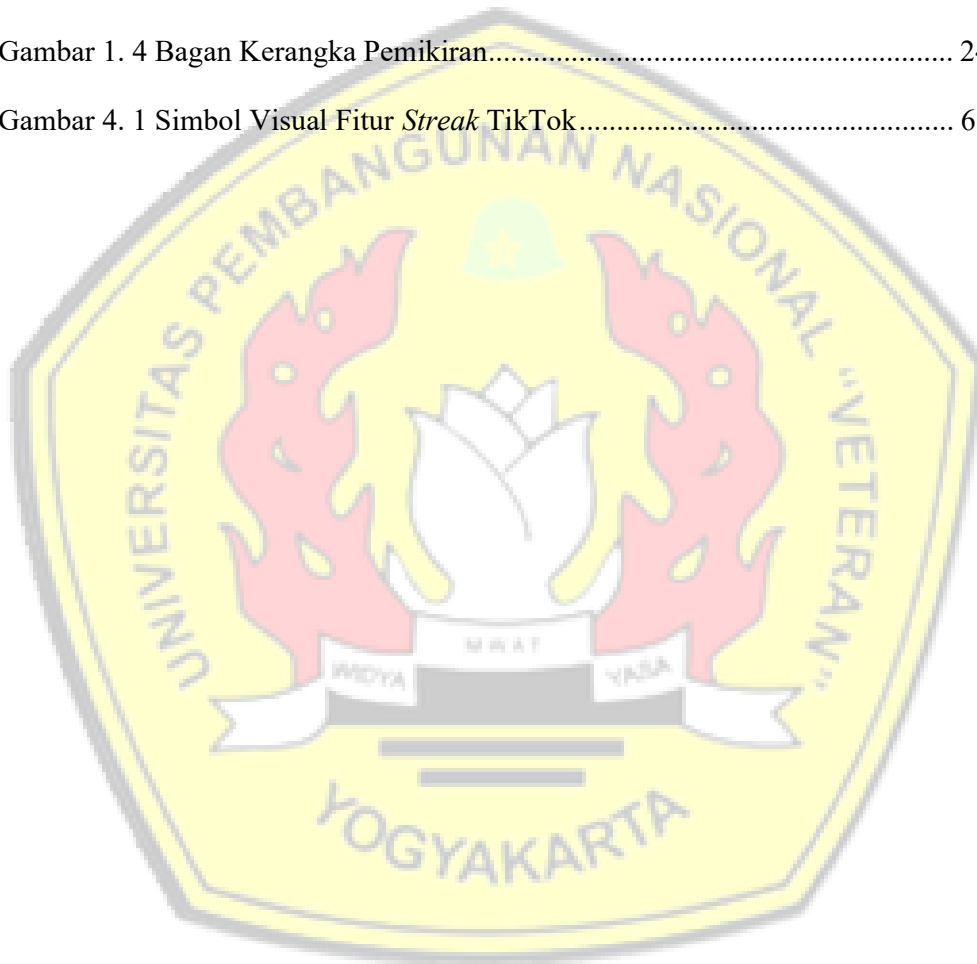 Gambar 1. 4 Bagan Kerangka Pemikiran............................................................. 24
Gambar 4. 1 Simbol Visual Fitur Streak TikTok................................................. 6
UNIVERSITAS PEMBANGUNAN NASIONAL "VETERAN"
WIDYA MWAT YASA
YOGYAKARTA